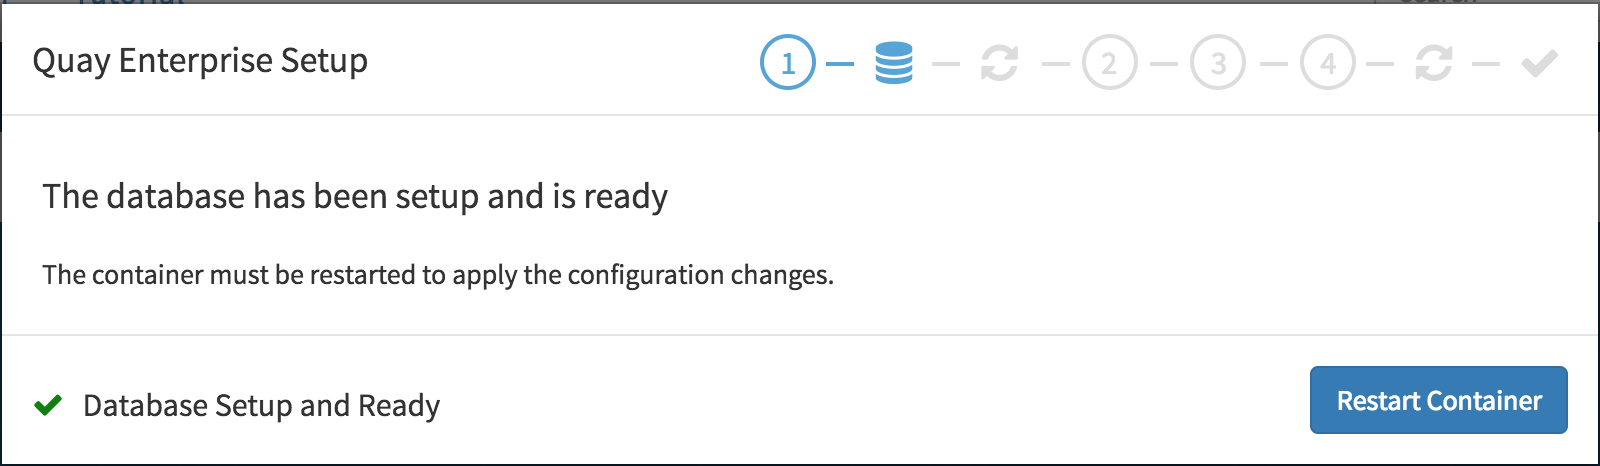 Quay Enterprise Setup
1 2 3 4
The database has been setup and is ready
The container must be restarted to apply the configuration changes.
Database Setup and Ready
Restart Container